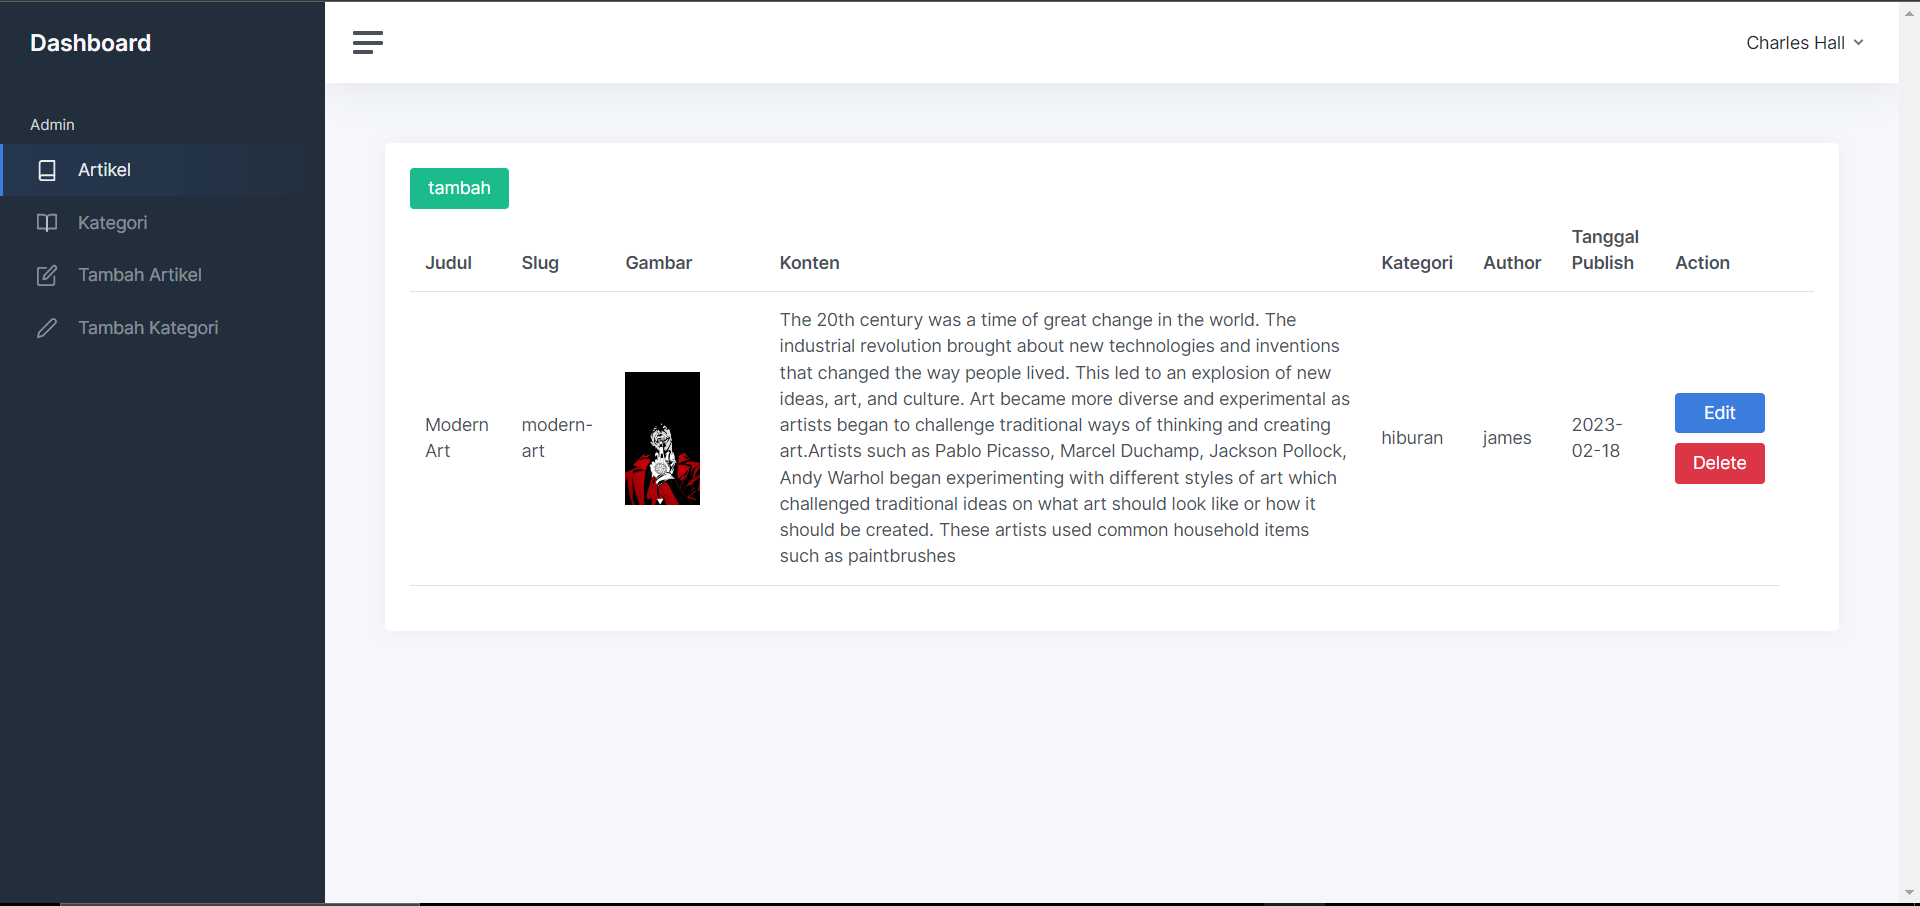 Dashboard
Charles Hall
Admin
Artikel
Kategori
Tambah Artikel
Tambah Kategori
tambah
Judul Slug Gambar Konten Kategori Author Tanggal Publish Action
Modern
Art
modern-
art
The 20th century was a time of great change in the world. The
industrial revolution brought about new technologies and inventions
that changed the way people lived. This led to an explosion of new
ideas, art, and culture. Art became more diverse and experimental as
artists began to challenge traditional ways of thinking and creating
art.Artists such as Pablo Picasso, Marcel Duchamp, Jackson Pollock,
Andy Warhol began experimenting with different styles of art which
challenged traditional ideas on what art should look like or how it
should be created. These artists used common household items
such as paintbrushes
hiburan
james
2023-
02-18
Edit
Delete